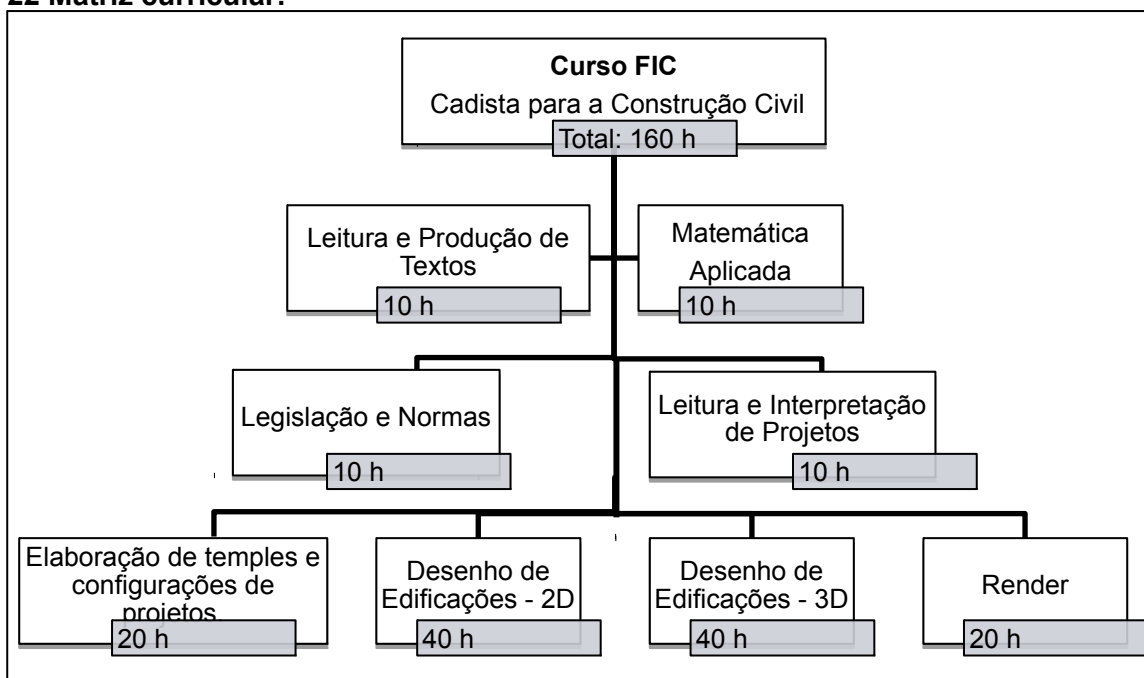 22 Matriz curricular:
Curso FIC
Cadista para a Construção Civil
Total: 160 h
Leitura e Produção de
Textos
10 h
Matemática
Aplicada
10 h
Legislação e Normas
10 h
Leitura e Interpretação
de Projetos
10 h
Elaboração de temples e
configurações de
projetos.
20 h
Desenho de
Edificações - 2D
40 h
Desenho de
Edificações - 3D
40 h
Render
20 h